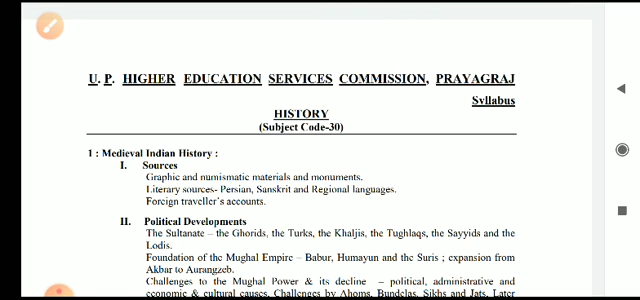 U. P. HIGHER EDUCATION SERVICES COMMISSION, PRAYAGRAJ
Syllabus
HISTORY
(Subject Code-30)
1 : Medieval Indian History :
I. Sources
Graphic and numismatic materials and monuments.
Literary sources- Persian, Sanskrit and Regional languages.
Foreign traveller's accounts.
II. Political Developments
The Sultanate – the Ghorids, the Turks, the Khaljis, the Tughlaqs, the Sayyids and the
Lodis.
Foundation of the Mughal Empire – Babur, Humayun and the Suris ; expansion from
Akbar to Aurangzeb.
Challenges to the Mughal Power & its decline – political, administrative and
economic & cultural causes. Challenges by Ahoms, Bundelas, Sikhs and Jats, Later